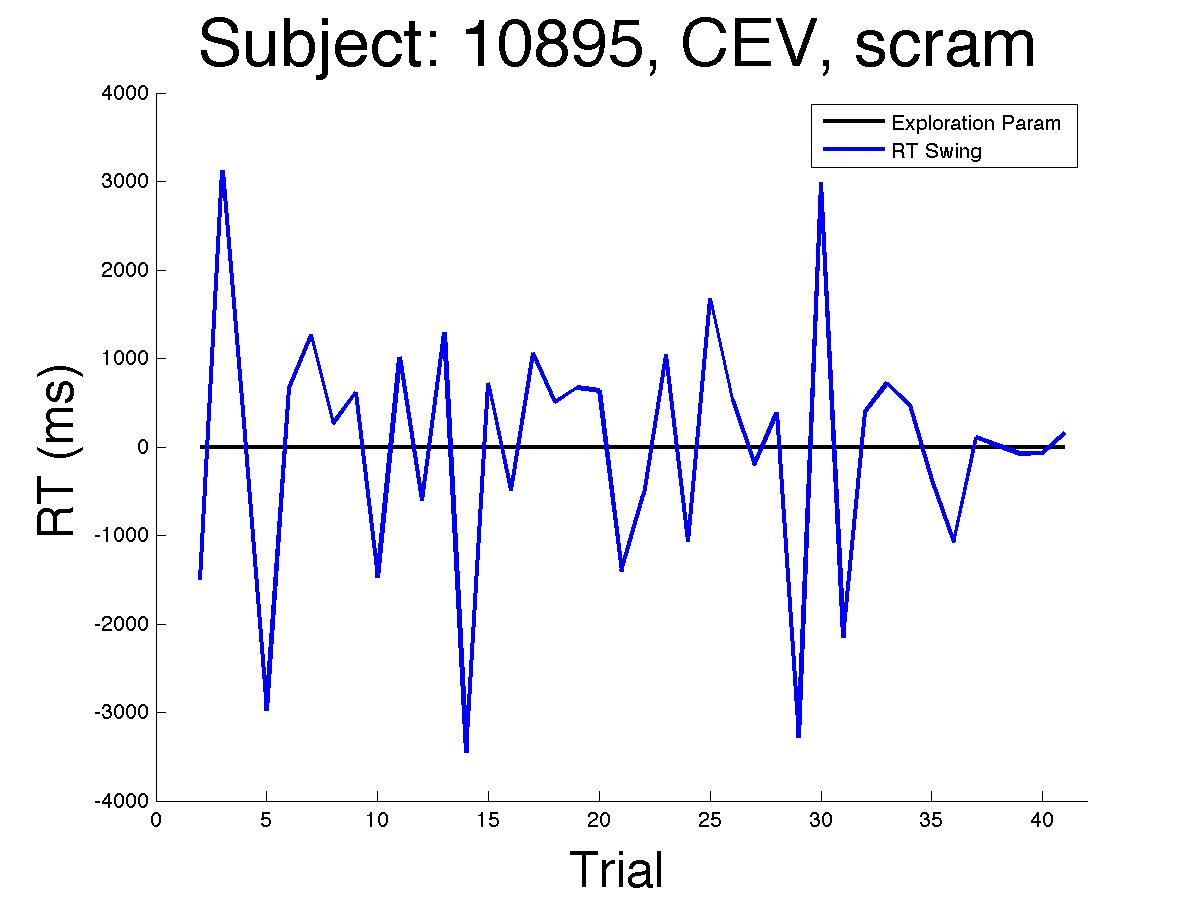 Subject: 10895, CEV, scram
4000
3000
2000
1000
0
-1000
-2000
-3000
-4000
RT (ms)
Exploration Param
RT Swing
0 5 10 15 20 25 30 35 40
Trial